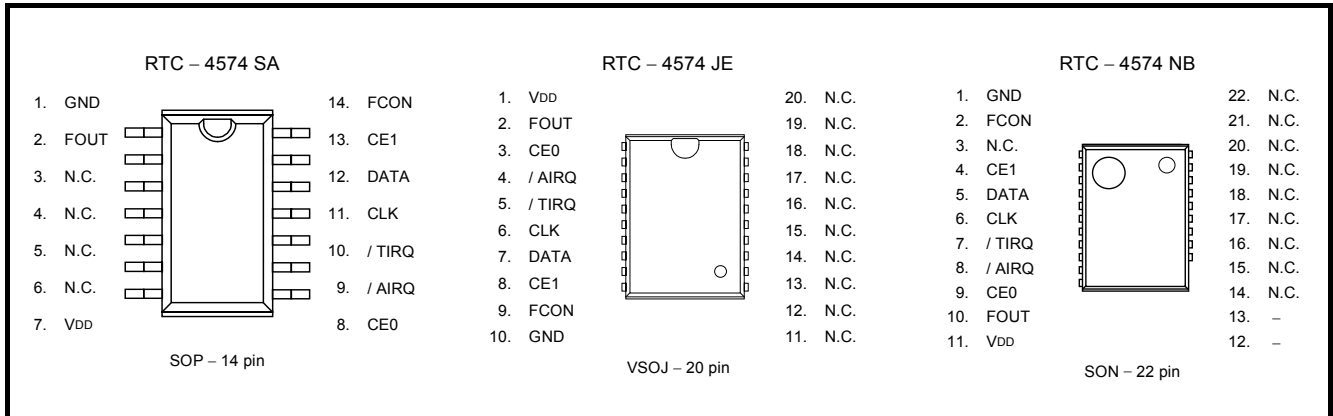 RTC – 4574 SA
1. GND
2. FOUT
3. N.C.
4. N.C.
5. N.C.
6. N.C.
7. VDD
14. FCON
13. CE1
12. DATA
11. CLK
10. / TIRQ
9. / AIRQ
8. CE0
SOP – 14 pin
RTC – 4574 JE
1. VDD
2. FOUT
3. CE0
4. / AIRQ
5. / TIRQ
6. CLK
7. DATA
8. CE1
9. FCON
10. GND
20. N.C.
19. N.C.
18. N.C.
17. N.C.
16. N.C.
15. N.C.
14. N.C.
13. N.C.
12. N.C.
11. N.C.
VSOJ – 20 pin
RTC – 4574 NB
1. GND
2. FCON
3. N.C.
4. CE1
5. DATA
6. CLK
7. / TIRQ
8. / AIRQ
9. CE0
10. FOUT
11. VDD
22. N.C.
21. N.C.
20. N.C.
19. N.C.
18. N.C.
17. N.C.
16. N.C.
15. N.C.
14. N.C.
13. –
12. –
SON – 22 pin